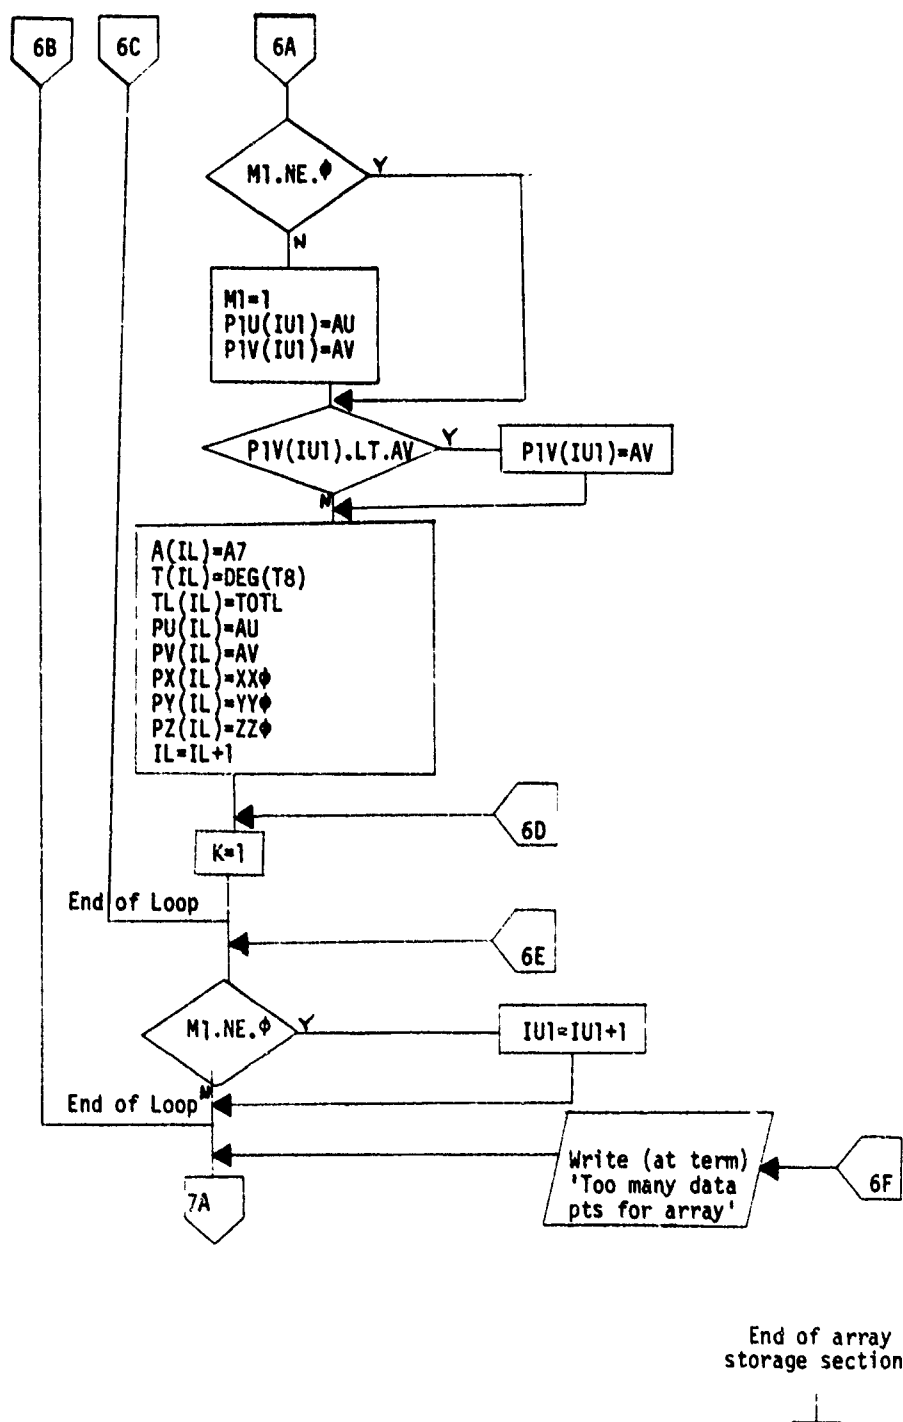 6B
6C
6A
M1.NE.ϕ
Y
N
M1=1
P1U(IU1)=AU
P1V(IU1)=AV
P1V(IU1).LT.AV
Y
P1V(IU1)=AV
N
A(IL)=A7
T(IL)=DEG(T8)
TL(IL)=TOTL
PU(IL)=AU
PV(IL)=AV
PX(IL)=XXϕ
PY(IL)=YYϕ
PZ(IL)=ZZϕ
IL=IL+1
6D
K=1
End of Loop
6E
M1.NE.ϕ
Y
IU1=IU1+1
N
End of Loop
Write (at term)
'Too many data
pts for array'
6F
7A
End of array
storage section